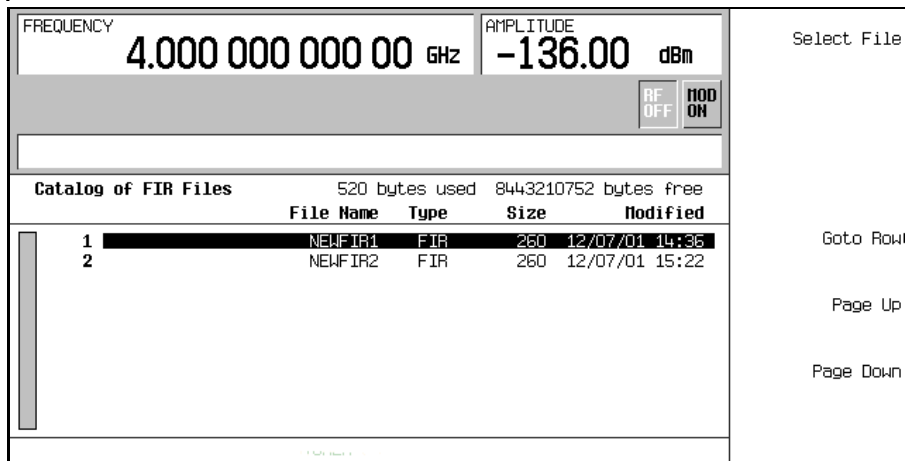 FREQUENCY
4.000 000 000 00 GHz
AMPLITUDE
-136.00 dBm
RF OFF
MOD ON
Catalog of FIR Files 520 bytes used 8443210752 bytes free
File Name Type Size Modified
1 NEWFIR1 FIR 260 12/07/01 14:36
2 NEWFIR2 FIR 260 12/07/01 15:22
Select File
Goto Row
Page Up
Page Down